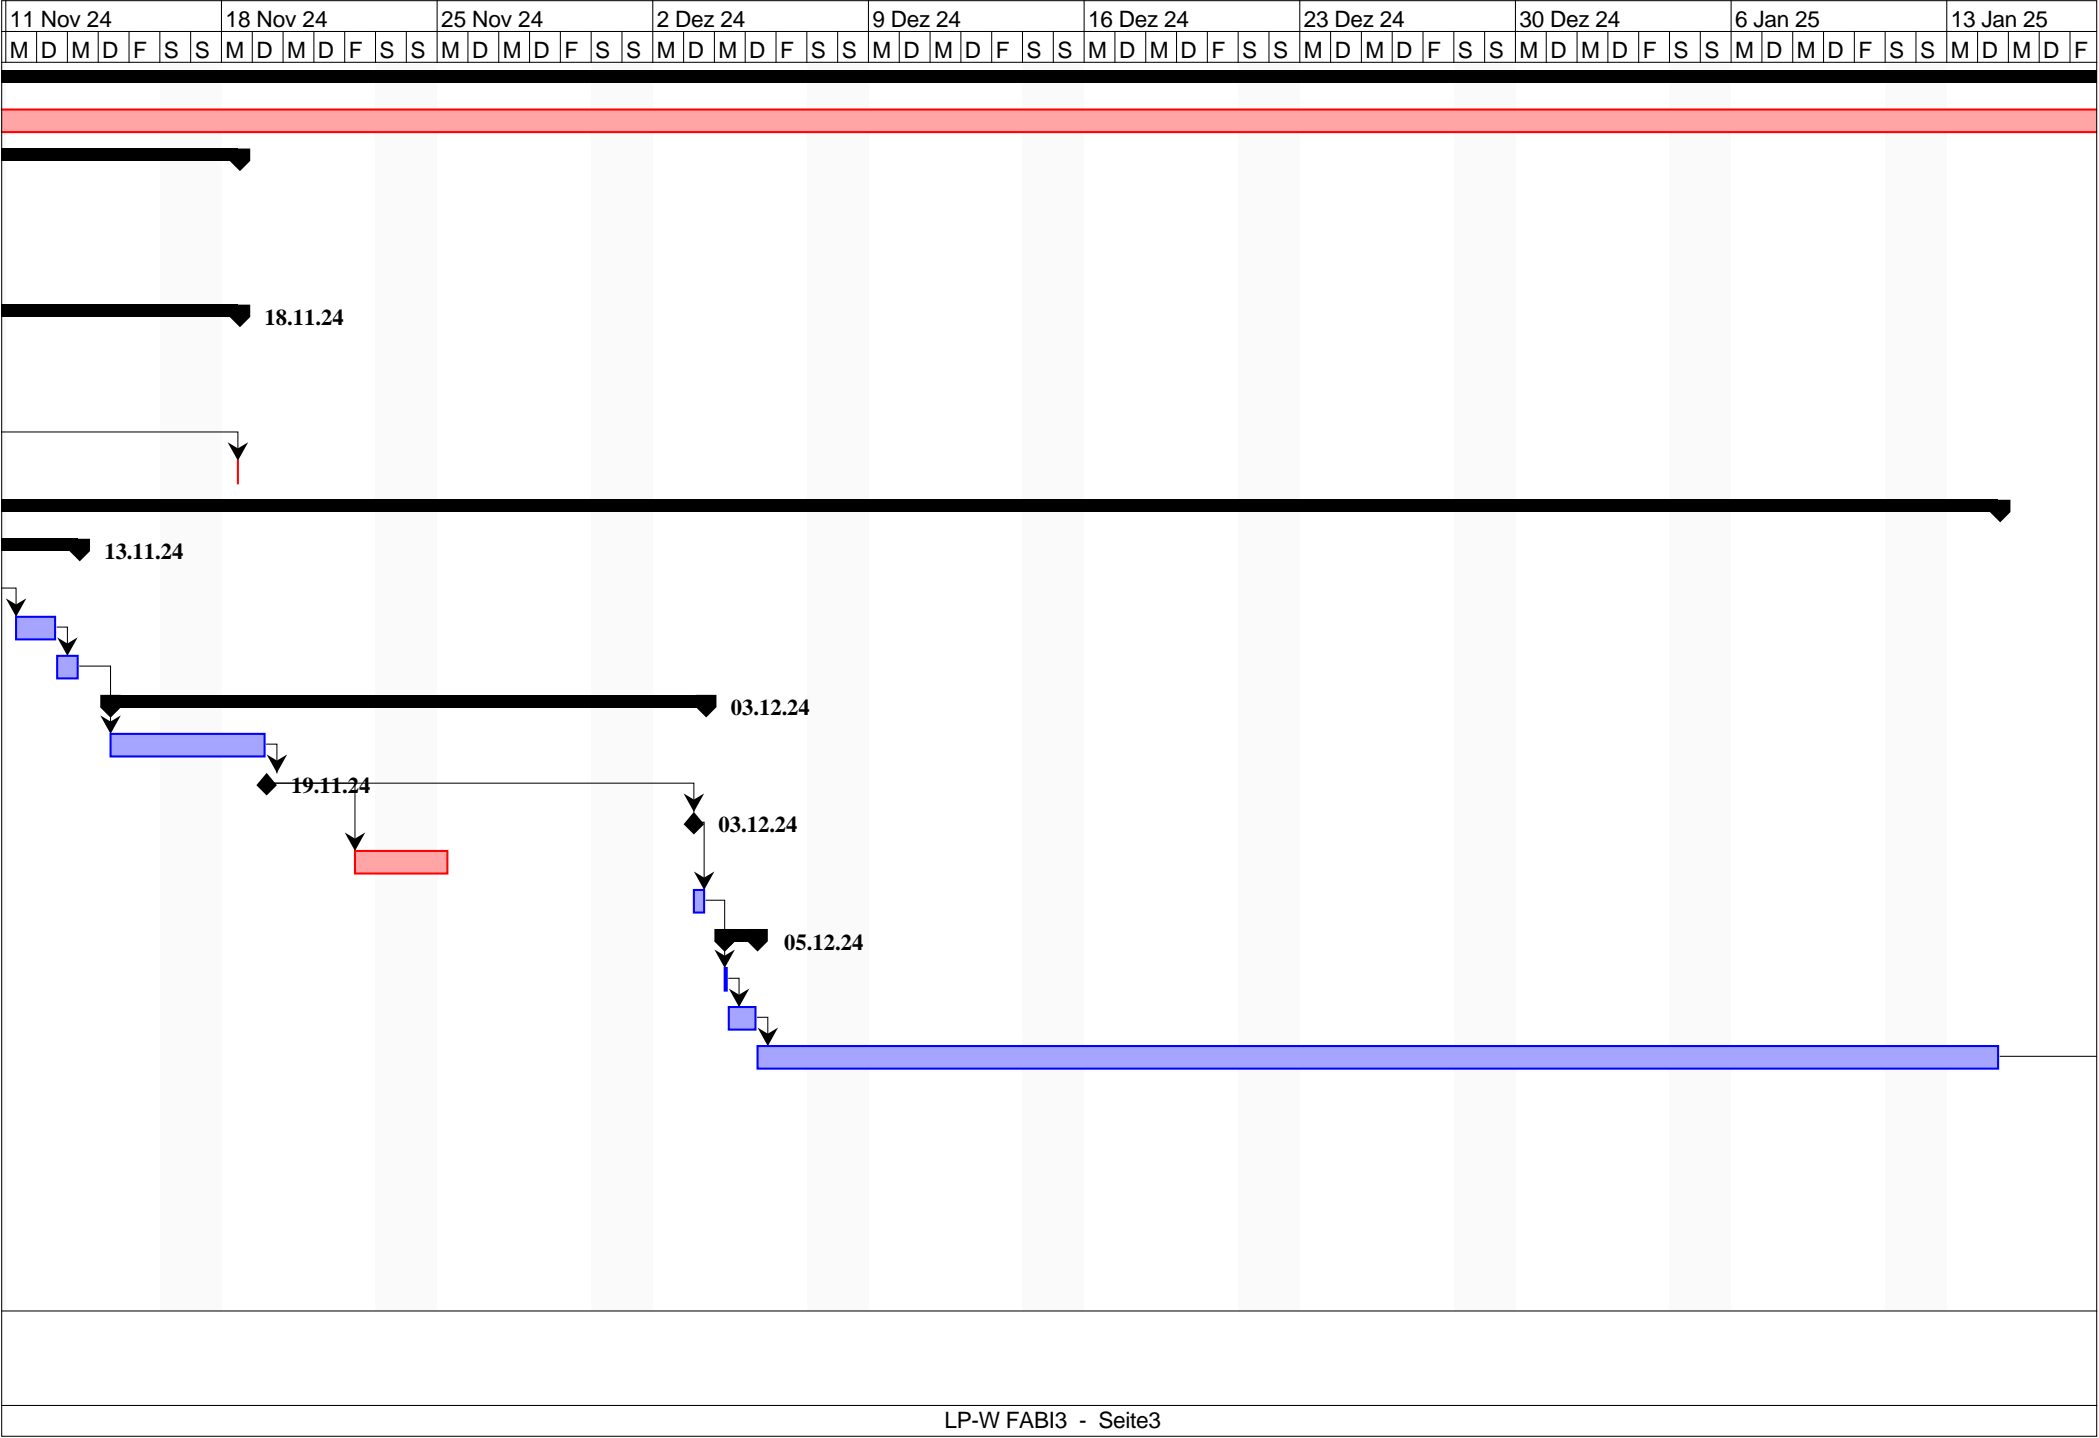 11 Nov 24 18 Nov 24 25 Nov 24 2 Dez 24 9 Dez 24 16 Dez 24 23 Dez 24 30 Dez 24 6 Jan 25 13 Jan 25
M D M D F S S M D M D F S S M D M D F S S M D M D F S S M D M D F S S M D M D F S S M D M D F S S M D M D F S S M D M D F S S M D M D F
18.11.24
13.11.24
03.12.24
19.11.24
03.12.24
05.12.24
LP-W FABI3 - Seite3